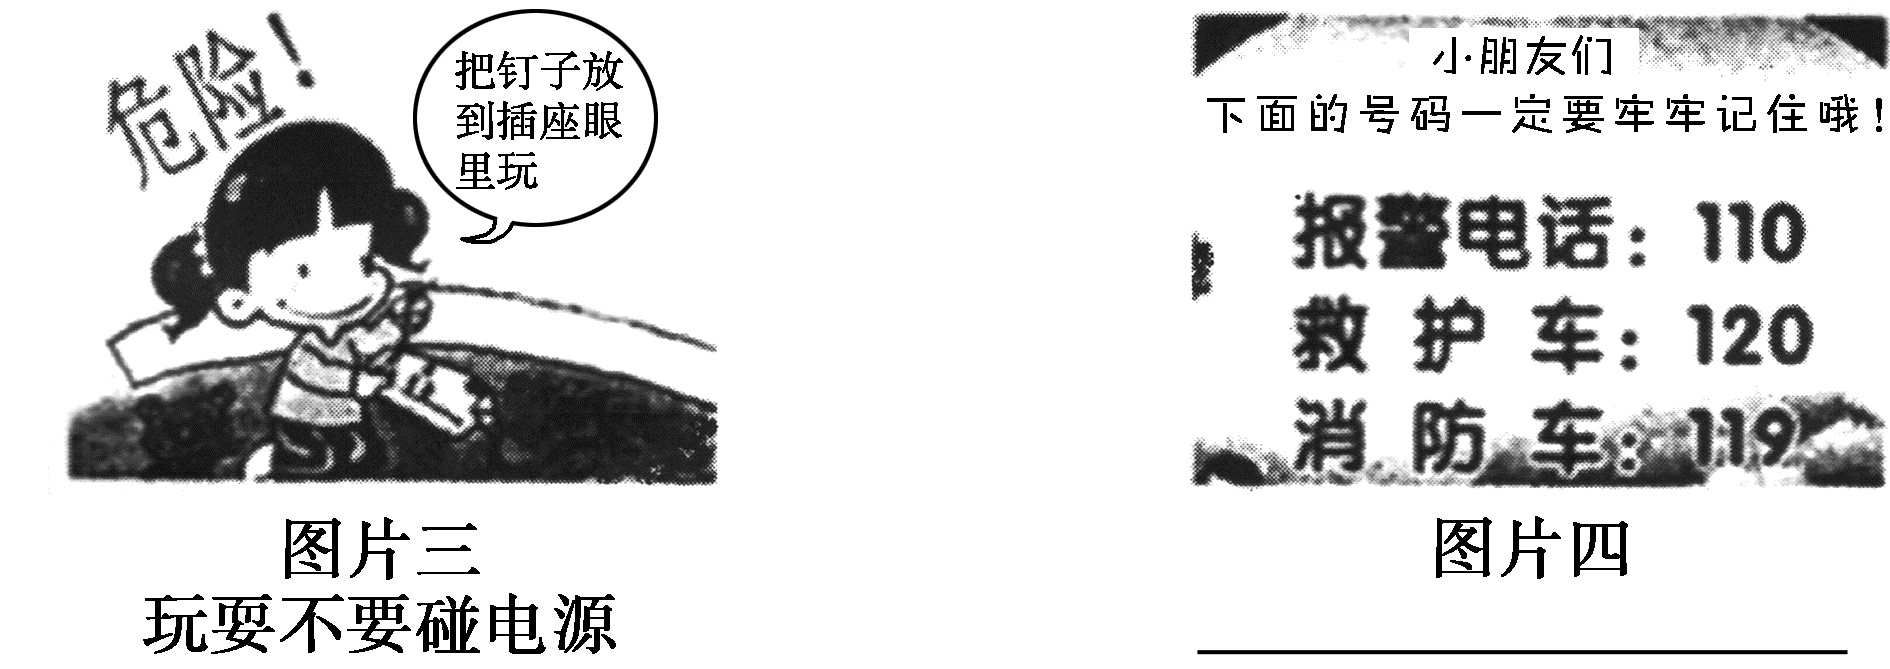 危险！
把钉子放
到插座眼
里玩
图片三
玩耍不要碰电源
小朋友们
下面的号码一定要牢牢记住哦！
报警电话：110
救护车：120
消防车：119
图片四